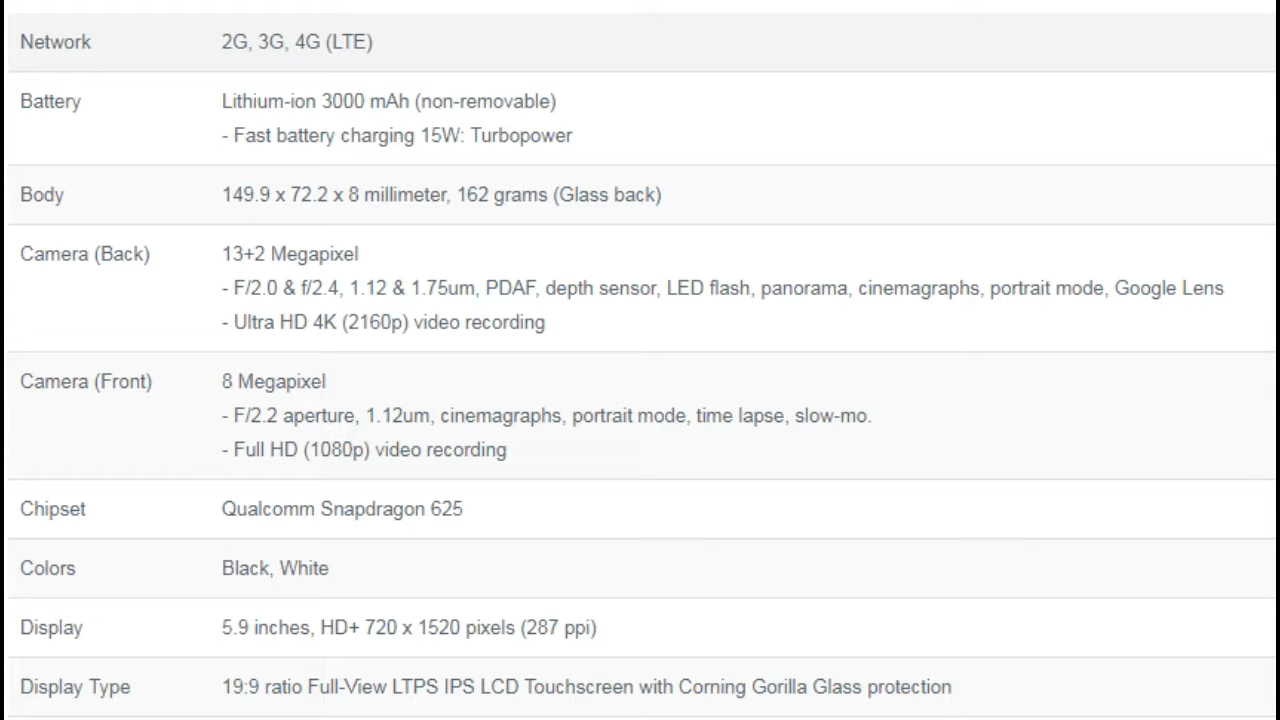 Network 2G, 3G, 4G (LTE)
Battery Lithium-ion 3000 mAh (non-removable)
- Fast battery charging 15W: Turbopower
Body 149.9 x 72.2 x 8 millimeter, 162 grams (Glass back)
Camera (Back) 13+2 Megapixel
- F/2.0 & f/2.4, 1.12 & 1.75um, PDAF, depth sensor, LED flash, panorama, cinemagraphs, portrait mode, Google Lens
- Ultra HD 4K (2160p) video recording
Camera (Front) 8 Megapixel
- F/2.2 aperture, 1.12um, cinemagraphs, portrait mode, time lapse, slow-mo.
- Full HD (1080p) video recording
Chipset Qualcomm Snapdragon 625
Colors Black, White
Display 5.9 inches, HD+ 720 x 1520 pixels (287 ppi)
Display Type 19:9 ratio Full-View LTPS IPS LCD Touchscreen with Corning Gorilla Glass protection